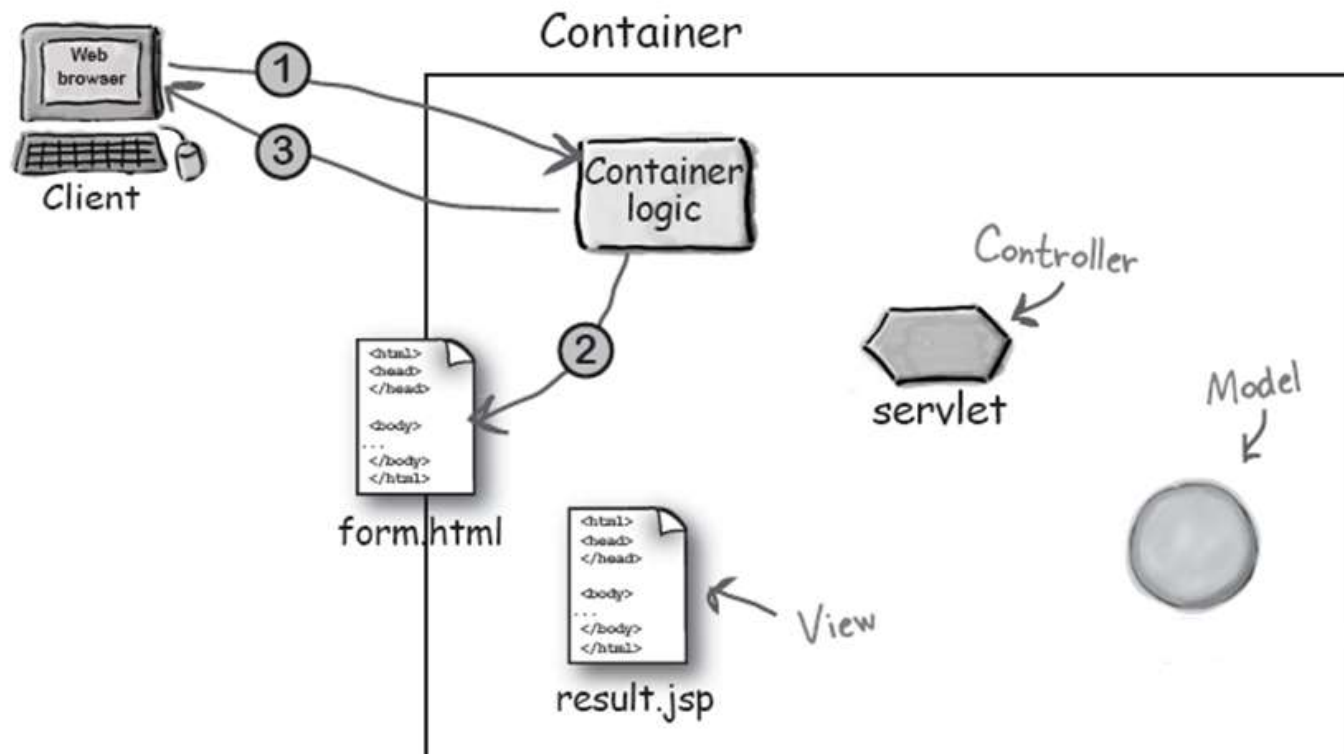 Container
Web
browser
1
3
Client
Container
logic
Controller
2
<html>
<head>
</head>
<body>
...
</body>
</html>
form.html
servlet
Model
<html>
<head>
</head>
<body>
...
</body>
</html>
View
result.jsp